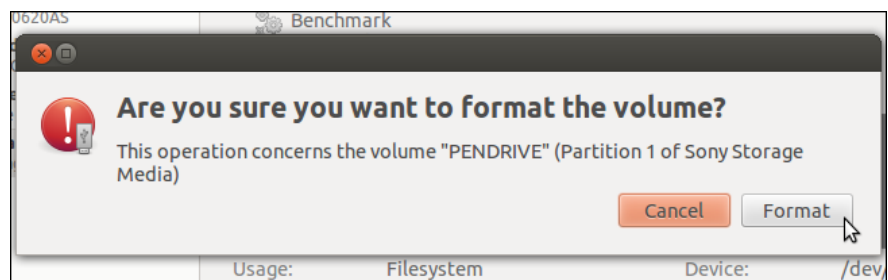 0620AS
Benchmark
Are you sure you want to format the volume?
This operation concerns the volume "PENDRIVE" (Partition 1 of Sony Storage
Media)
Cancel Format
Usage: Filesystem Device: /dev/